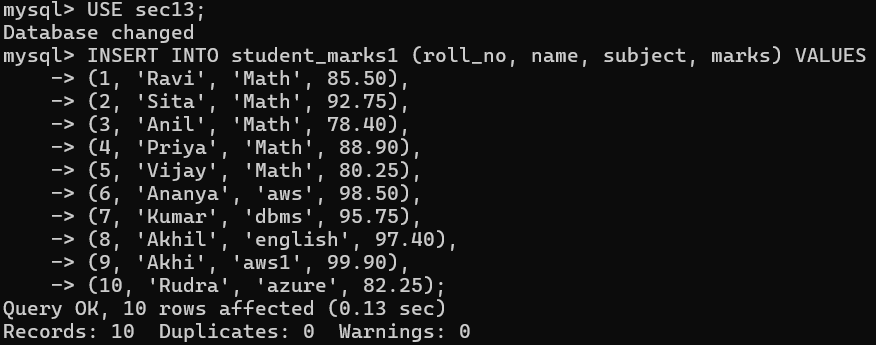 mysql> USE sec13;
Database changed
mysql> INSERT INTO student_marks1 (roll_no, name, subject, marks) VALUES
    -> (1, 'Ravi', 'Math', 85.50),
    -> (2, 'Sita', 'Math', 92.75),
    -> (3, 'Anil', 'Math', 78.40),
    -> (4, 'Priya', 'Math', 88.90),
    -> (5, 'Vijay', 'Math', 80.25),
    -> (6, 'Ananya', 'aws', 98.50),
    -> (7, 'Kumar', 'dbms', 95.75),
    -> (8, 'Akhil', 'english', 97.40),
    -> (9, 'Akhi', 'aws1', 99.90),
    -> (10, 'Rudra', 'azure', 82.25);
Query OK, 10 rows affected (0.13 sec)
Records: 10  Duplicates: 0  Warnings: 0